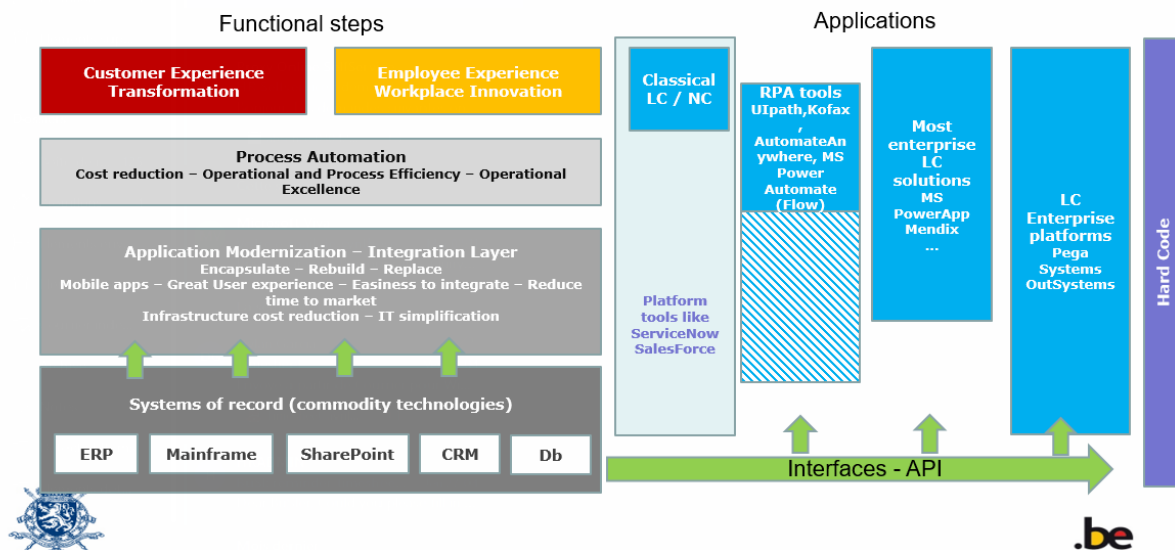 Functional steps
Applications
Customer Experience
Transformation
Employee Experience
Workplace Innovation
Process Automation
Cost reduction – Operational and Process Efficiency – Operational
Excellence
Application Modernization – Integration Layer
Encapsulate – Rebuild – Replace
Mobile apps – Great User experience – Easiness to integrate – Reduce
time to market
Infrastructure cost reduction – IT simplification
Systems of record (commodity technologies)
ERP
Mainframe
SharePoint
CRM
Db
Classical
LC / NC
Platform
tools like
ServiceNow
SalesForce
RPA tools
UIpath,Kofax
,
AutomateAn
ywhere, MS
Power
Automate
(Flow)
Most
enterprise
LC
solutions
MS
PowerApp
Mendix
...
LC
Enterprise
platforms
Pega
Systems
OutSystems
Hard Code
Interfaces - API
.be